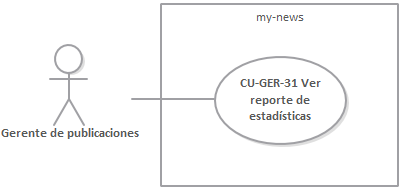 my-news
CU-GER-31 Ver
reporte de
estadísticas
Gerente de publicaciones